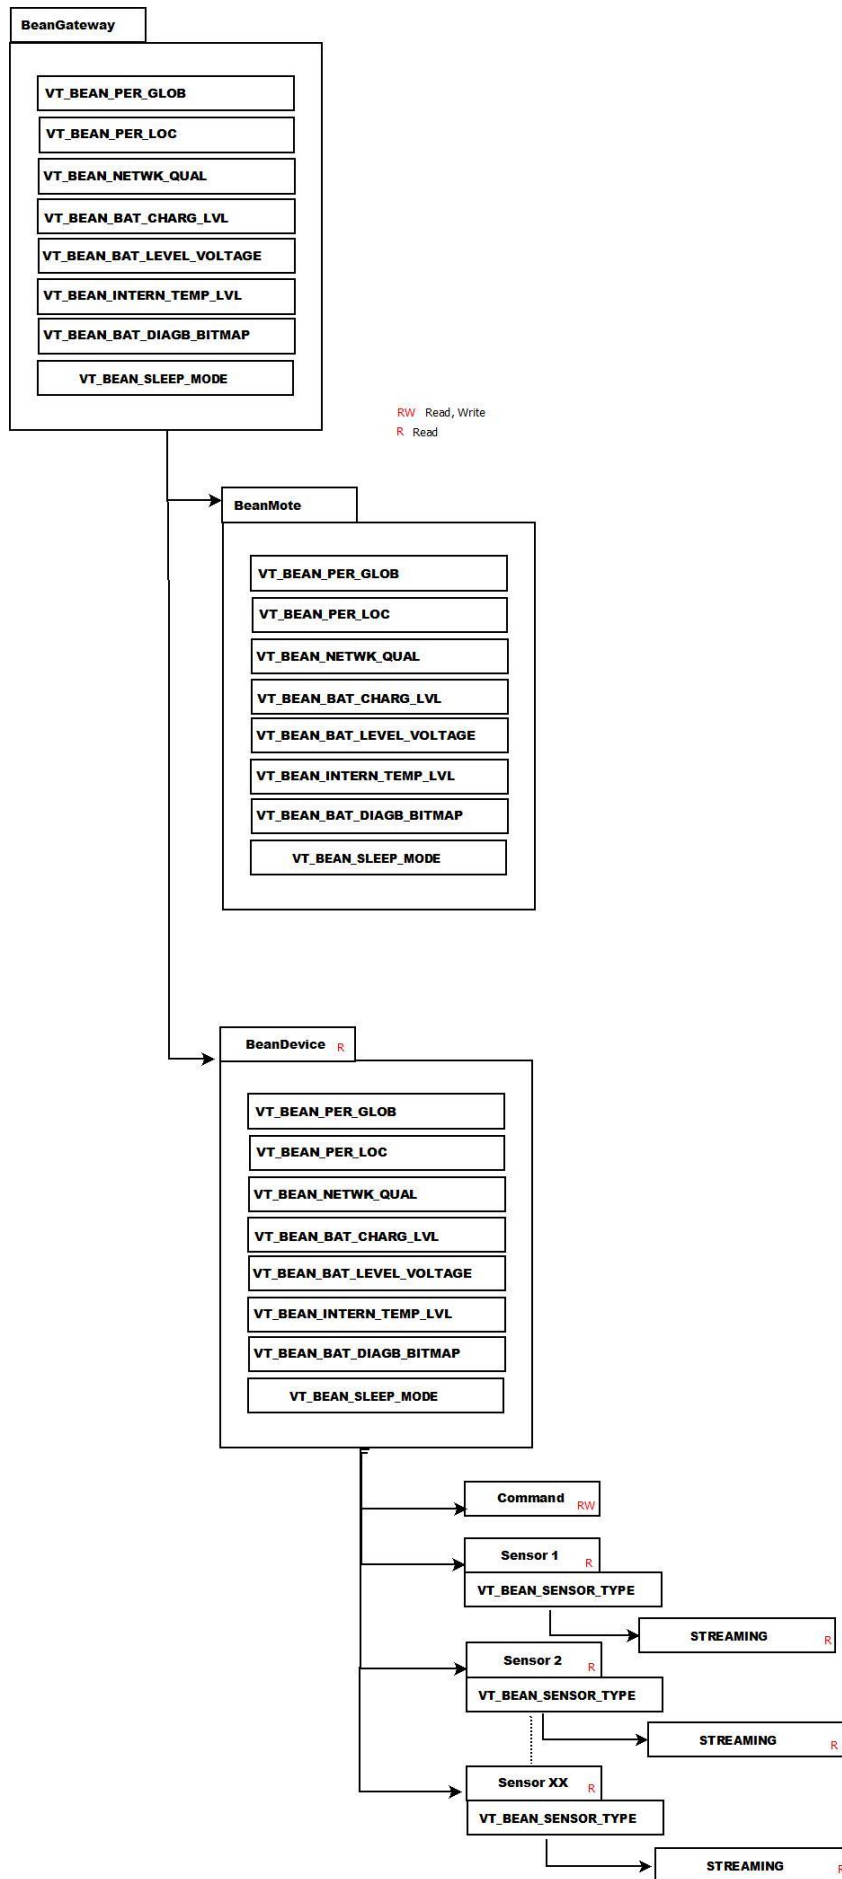 BeanGateway
VT_BEAN_PER_GLOB
VT_BEAN_PER_LOC
VT_BEAN_NETWK_QUAL
VT_BEAN_BAT_CHARG_LVL
VT_BEAN_BAT_LEVEL_VOLTAGE
VT_BEAN_INTERN_TEMP_LVL
VT_BEAN_BAT_DIAGB_BITMAP
VT_BEAN_SLEEP_MODE
RW Read, Write
R Read
BeanMote
VT_BEAN_PER_GLOB
VT_BEAN_PER_LOC
VT_BEAN_NETWK_QUAL
VT_BEAN_BAT_CHARG_LVL
VT_BEAN_BAT_LEVEL_VOLTAGE
VT_BEAN_INTERN_TEMP_LVL
VT_BEAN_BAT_DIAGB_BITMAP
VT_BEAN_SLEEP_MODE
BeanDevice R
VT_BEAN_PER_GLOB
VT_BEAN_PER_LOC
VT_BEAN_NETWK_QUAL
VT_BEAN_BAT_CHARG_LVL
VT_BEAN_BAT_LEVEL_VOLTAGE
VT_BEAN_INTERN_TEMP_LVL
VT_BEAN_BAT_DIAGB_BITMAP
VT_BEAN_SLEEP_MODE
Command RW
Sensor 1 R
VT_BEAN_SENSOR_TYPE
STREAMING R
Sensor 2 R
VT_BEAN_SENSOR_TYPE
STREAMING R
Sensor XX R
VT_BEAN_SENSOR_TYPE
STREAMING R